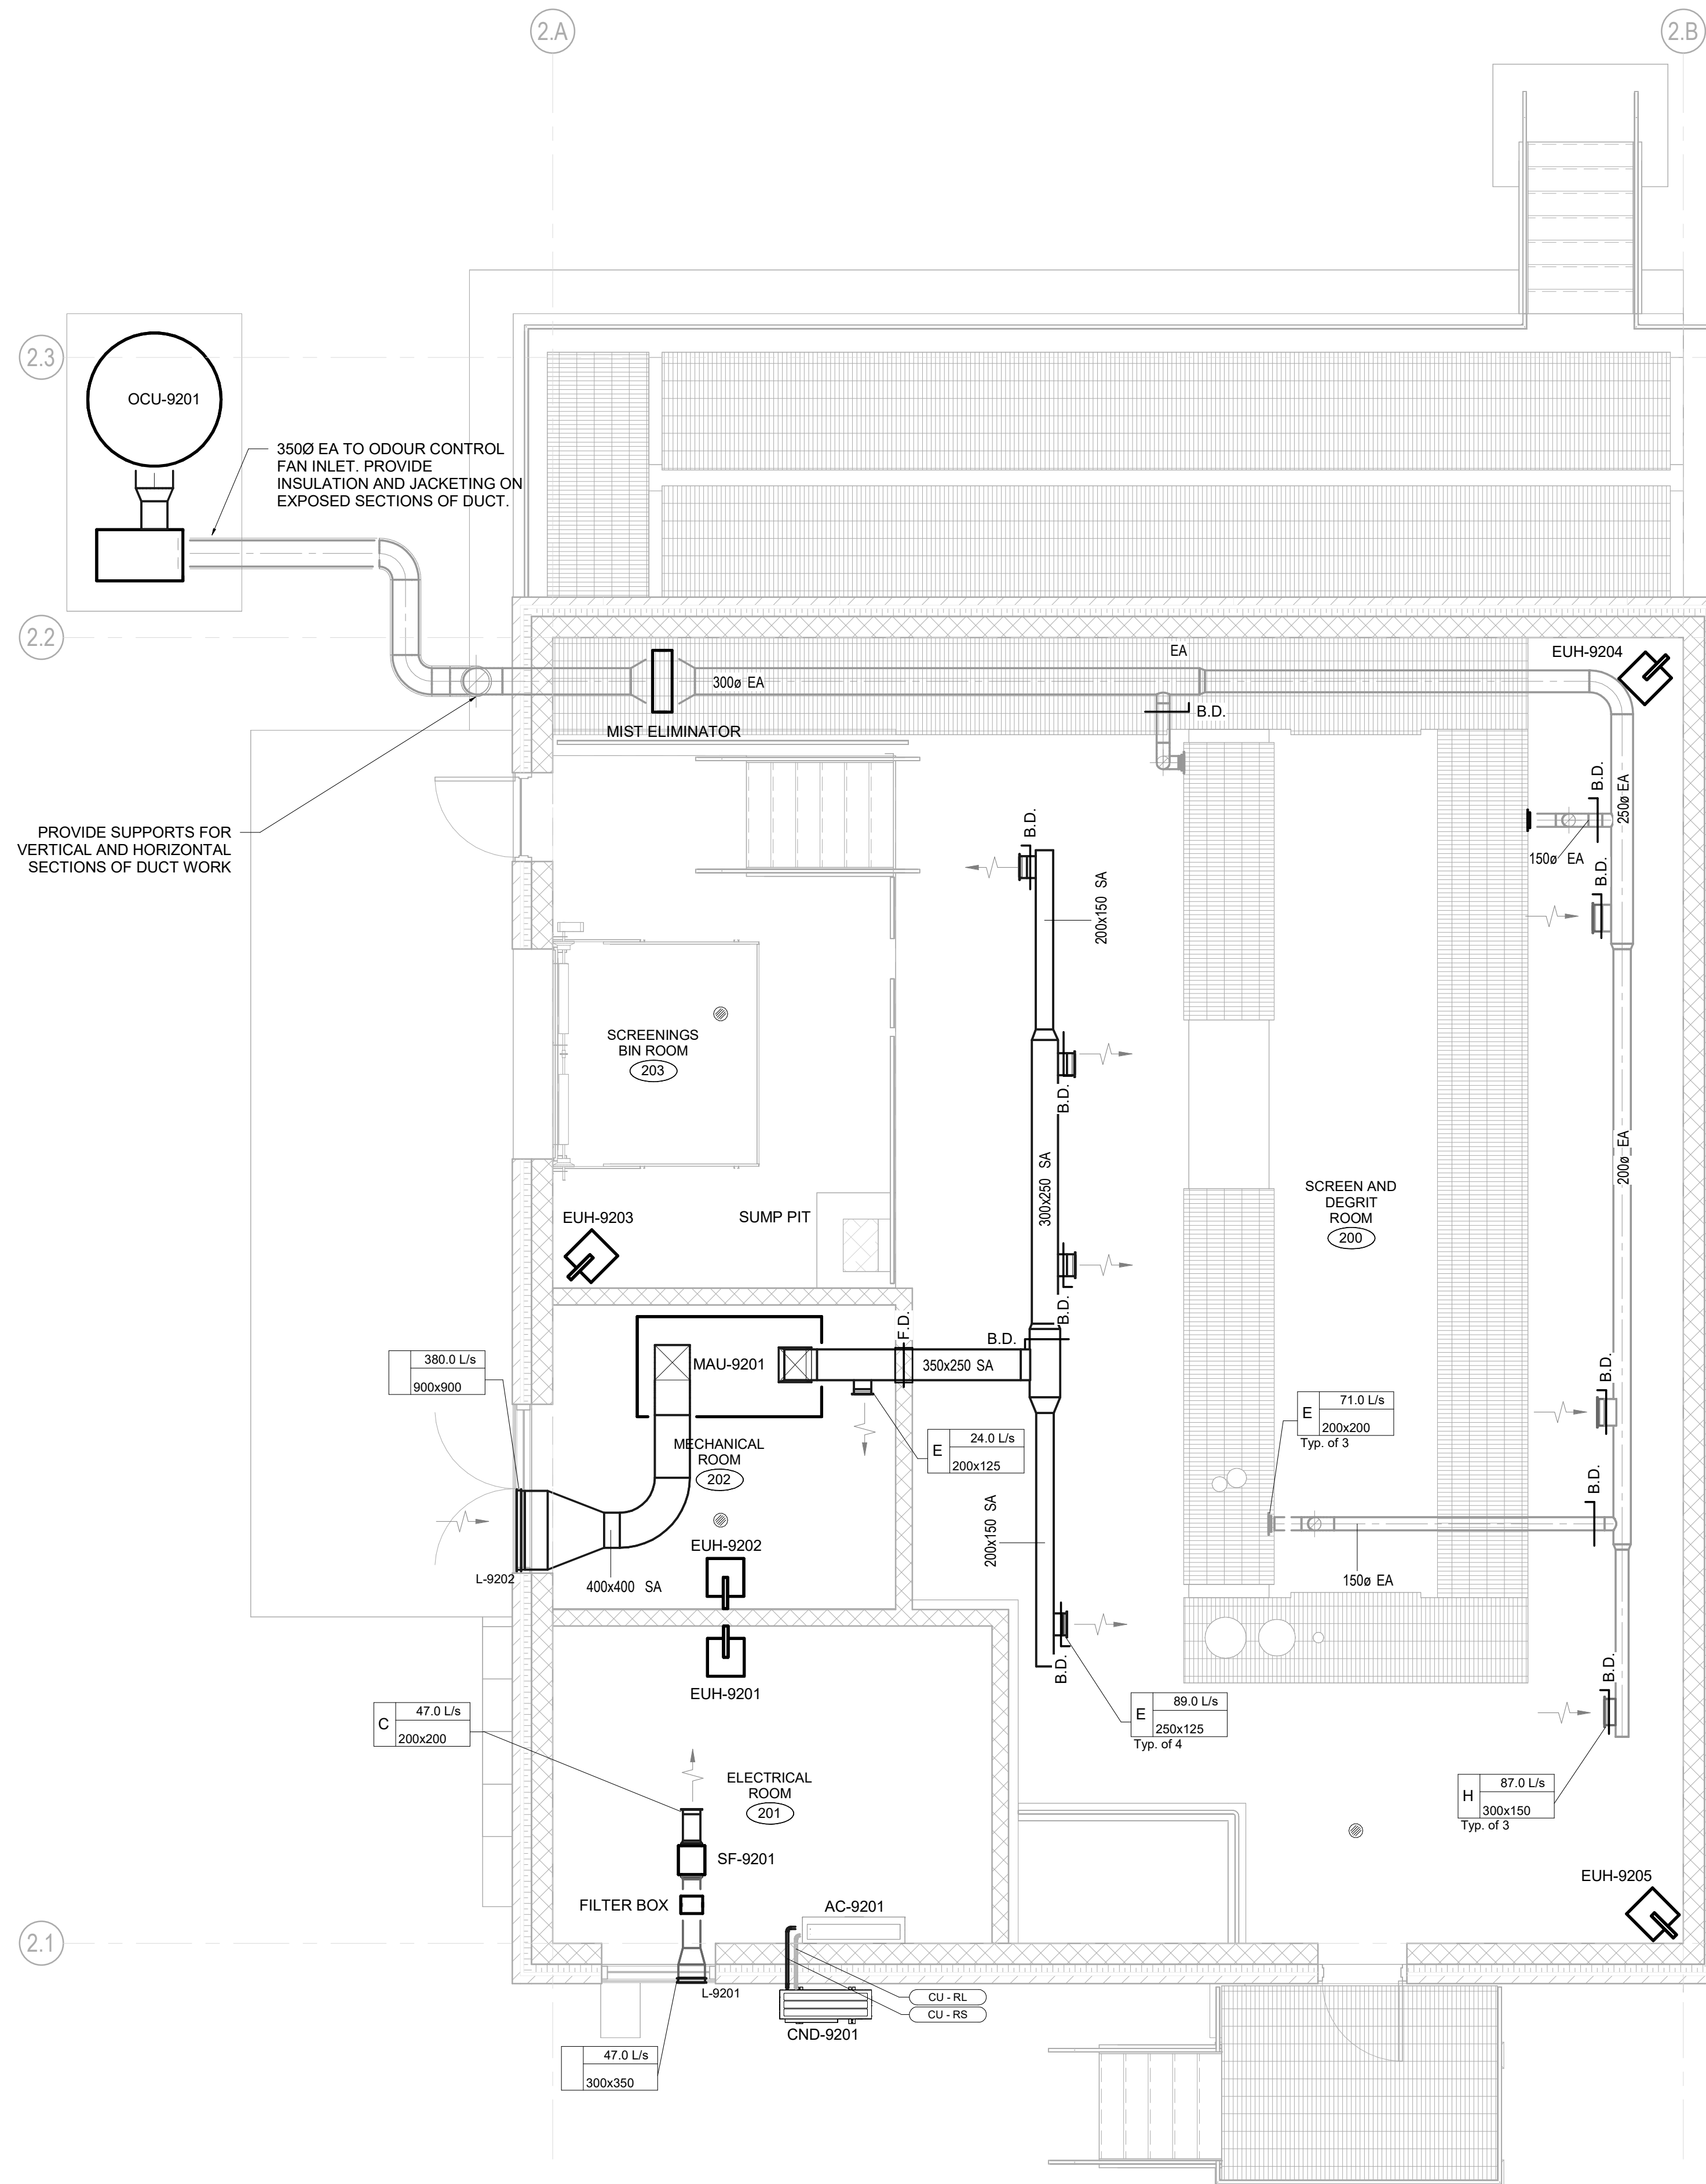 2.A
2.B
2.3
OCU-9201
350Ø EA TO ODOUR CONTROL
FAN INLET. PROVIDE
INSULATION AND JACKETING ON
EXPOSED SECTIONS OF DUCT.
2.2
EA
EUH-9204
300ø EA
B.D.
MIST ELIMINATOR
B.D.
250ø EA
PROVIDE SUPPORTS FOR
VERTICAL AND HORIZONTAL
SECTIONS OF DUCT WORK
B.D.
150ø EA
B.D.
200x150 SA
SCREENINGS
BIN ROOM
203
B.D.
300x250 SA
200ø EA
SCREEN AND
DEGRIT
ROOM
200
EUH-9203
SUMP PIT
B.D.
F.D.
B.D.
380.0 L/s
900x900
MAU-9201
350x250 SA
B.D.
E
71.0 L/s
200x200
Typ. of 3
E
24.0 L/s
200x125
MECHANICAL
ROOM
202
B.D.
200x150 SA
EUH-9202
L-9202
400x400 SA
150ø EA
B.D.
EUH-9201
B.D.
E
89.0 L/s
250x125
Typ. of 4
C
47.0 L/s
200x200
ELECTRICAL
ROOM
201
H
87.0 L/s
300x150
Typ. of 3
SF-9201
EUH-9205
FILTER BOX
AC-9201
2.1
L-9201
CU - RL
CU - RS
CND-9201
47.0 L/s
300x350